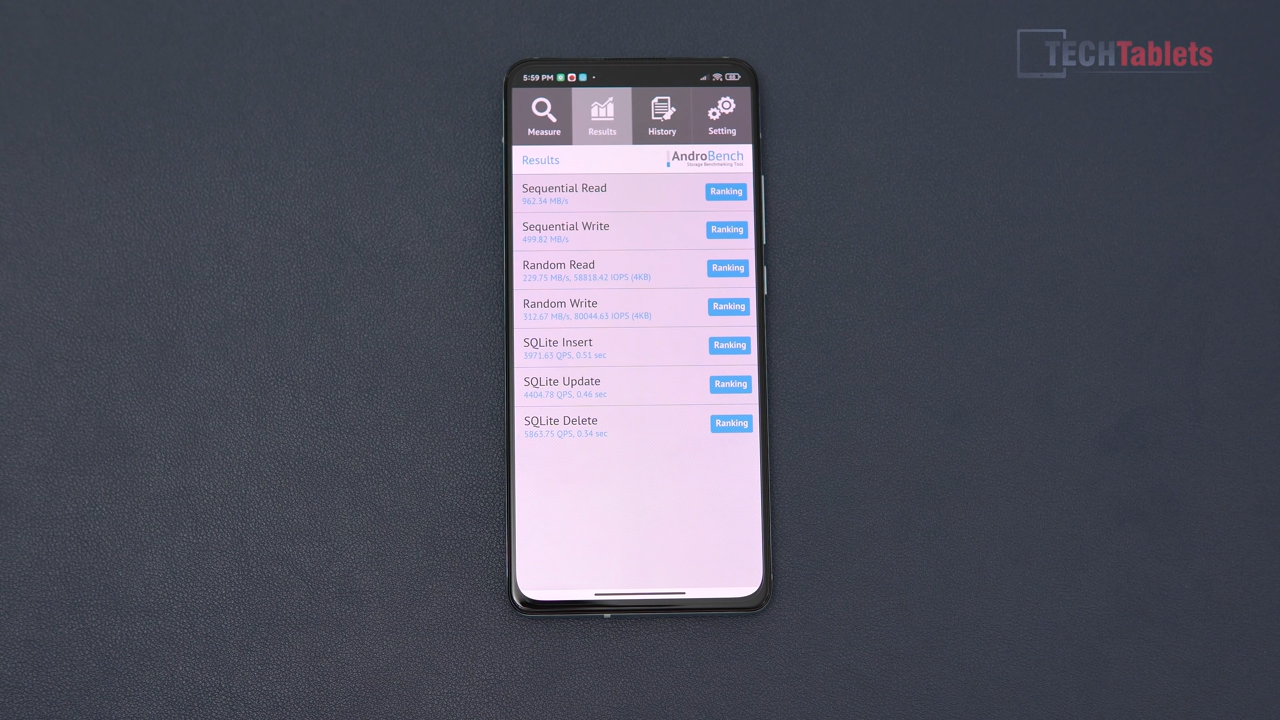 TECHTablets
5:59 PM
Measure
Results
History
Setting
Results
AndroBench
Storage Benchmarking Tool
Sequential Read
962.34 MB/s
Ranking
Sequential Write
499.82 MB/s
Ranking
Random Read
229.75 MB/s, 58818.42 IOPS (4KB)
Ranking
Random Write
312.67 MB/s, 80044.63 IOPS (4KB)
Ranking
SQLite Insert
3971.63 QPS, 0.51 sec
Ranking
SQLite Update
4404.78 QPS, 0.46 sec
Ranking
SQLite Delete
5863.75 QPS, 0.34 sec
Ranking